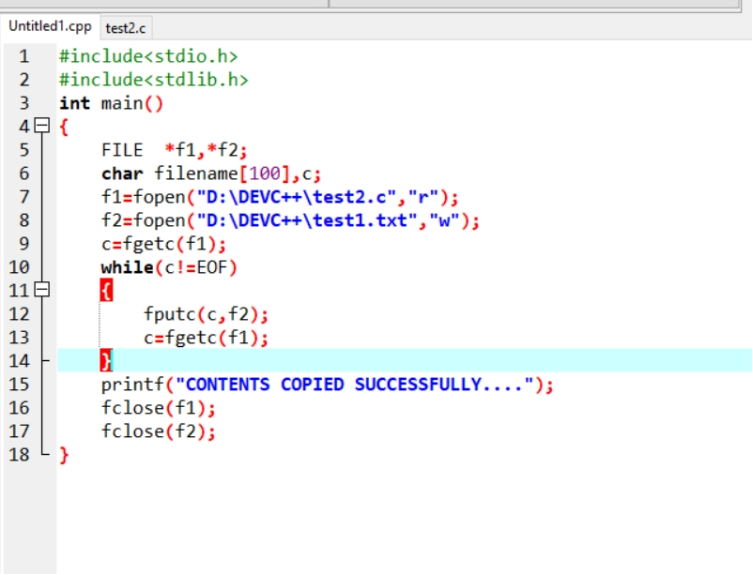 Untitled1.cpp test2.c
1 #include<stdio.h>
2 #include<stdlib.h>
3 int main()
4 {
5 FILE  *f1,*f2;
6 char filename[100],c;
7 f1=fopen("D:\DEVC++\test2.c","r");
8 f2=fopen("D:\DEVC++\test1.txt","w");
9 c=fgetc(f1);
10 while(c!=EOF)
11 {
12 fputc(c,f2);
13 c=fgetc(f1);
14 }
15 printf("CONTENTS COPIED SUCCESSFULLY....");
16 fclose(f1);
17 fclose(f2);
18 }